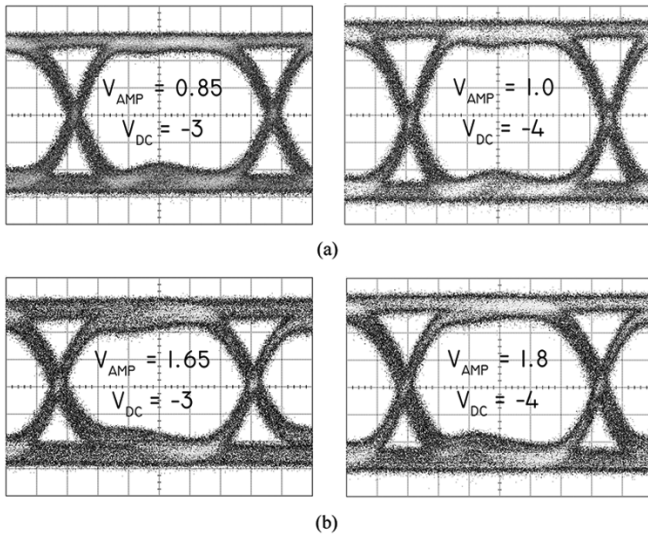 V_AMP = 0.85
V_DC = -3
V_AMP = 1.0
V_DC = -4
(a)
V_AMP = 1.65
V_DC = -3
V_AMP = 1.8
V_DC = -4
(b)